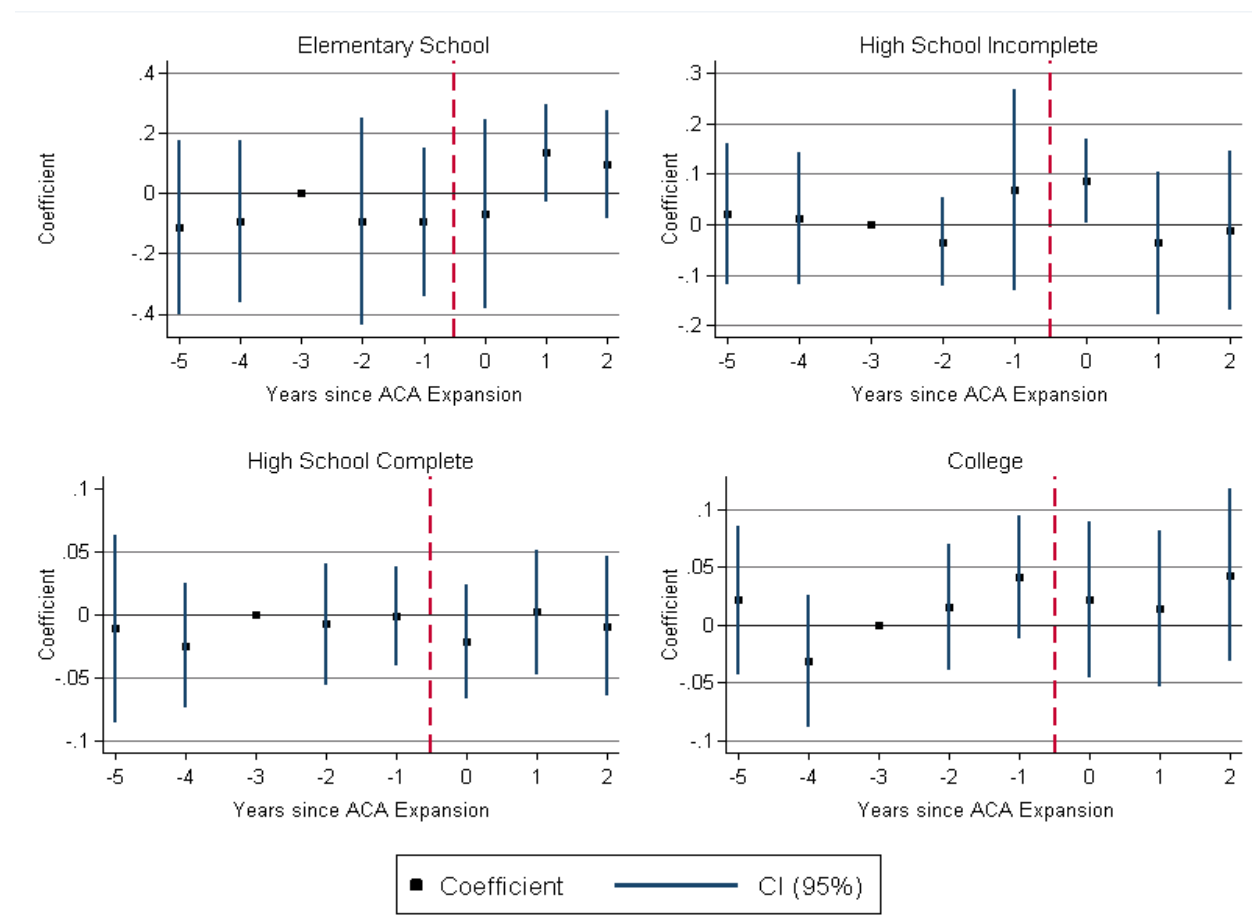 Elementary School
.4
.2
0
-.2
-.4
Coefficient
-5 -4 -3 -2 -1 0 1 2
Years since ACA Expansion
High School Incomplete
.3
.2
.1
0
-.1
-.2
Coefficient
-5 -4 -3 -2 -1 0 1 2
Years since ACA Expansion
High School Complete
.1
.05
0
-.05
-.1
Coefficient
-5 -4 -3 -2 -1 0 1 2
Years since ACA Expansion
College
.1
.05
0
-.05
-.1
Coefficient
-5 -4 -3 -2 -1 0 1 2
Years since ACA Expansion
Coefficient CI (95%)